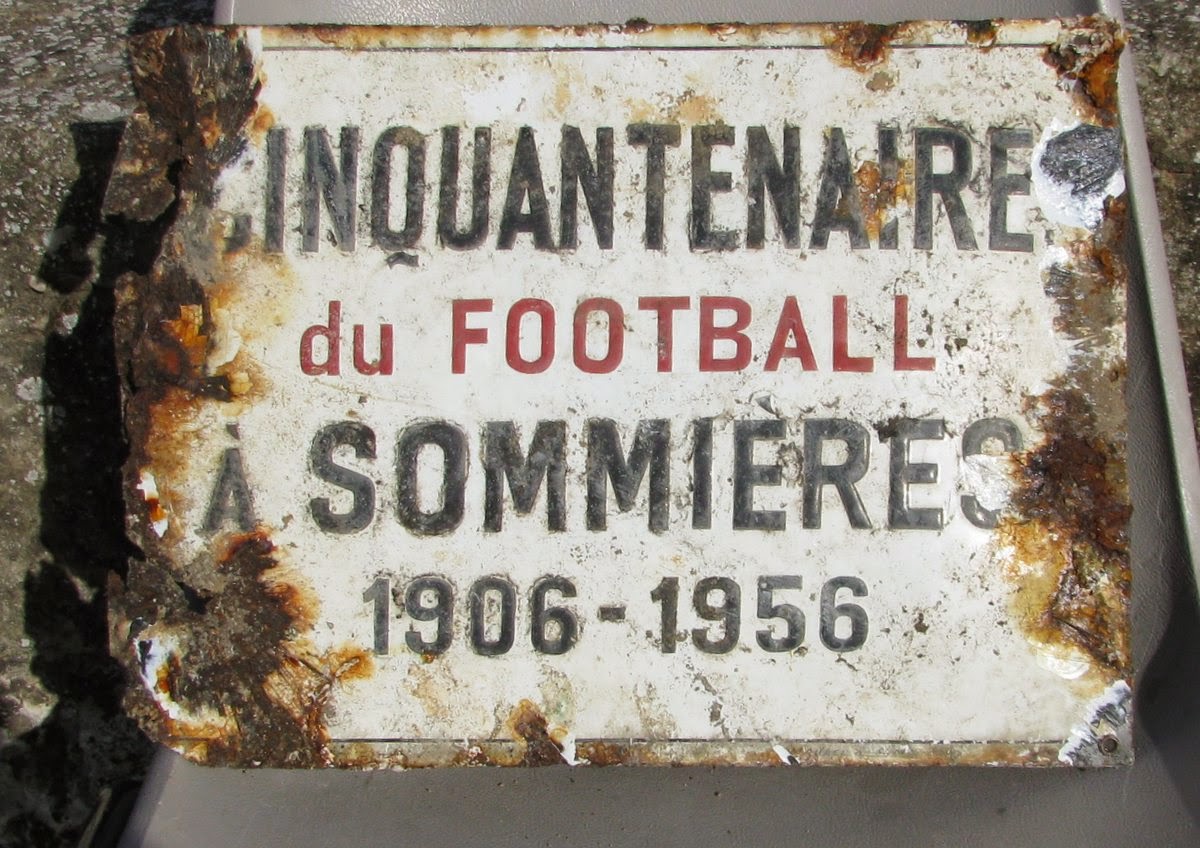 CINQUANTENAIRE
du FOOTBALL
À SOMMIÈRES
1906-1956